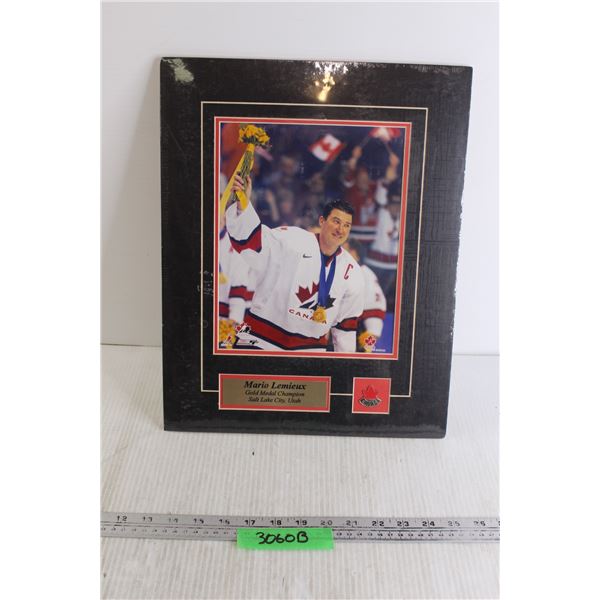 C
CANADA
Mario Lemieux
Gold Medal Champion
Salt Lake City, Utah
12 13 14 15 16 17 18 19 20 21 22 23 24 25 26
3060B